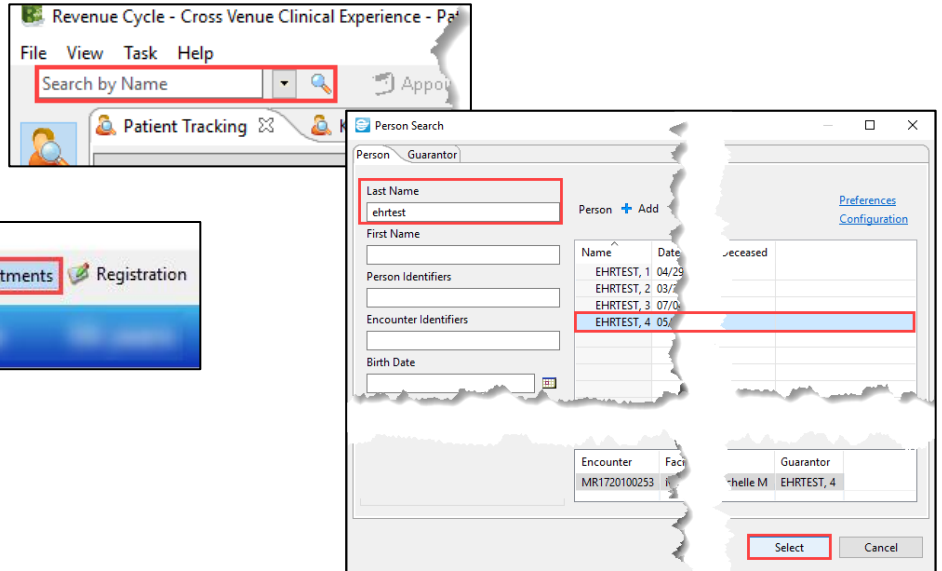 Revenue Cycle - Cross Venue Clinical Experience -
File View Task Help
Search by Name
Patient Tracking
Person Search
Person Guarantor
Last Name
ehrtest
First Name
Person Identifiers
Encounter Identifiers
Birth Date
Person Add
Preferences
Configuration
Name Date Deceased
EHRTEST, 1 04/29
EHRTEST, 2 03/
EHRTEST, 3 07/0
EHRTEST, 4 05/
Encounter Guarantor
MR1720100253 helle M EHRTEST, 4
Select Cancel
tments Registration